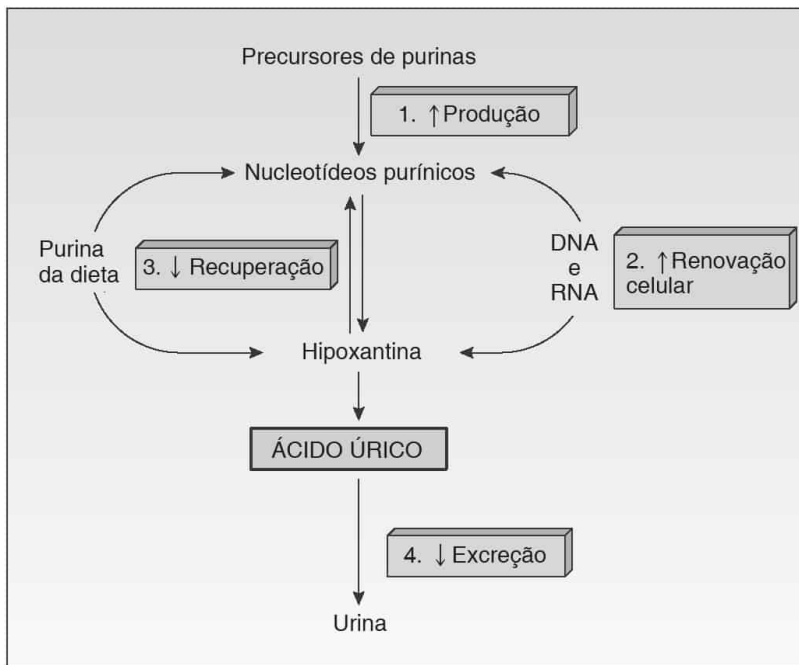 Precursores de purinas
1. ↑ Produção
Nucleotídeos purínicos
Purina
da dieta
3. ↓ Recuperação
DNA
e
RNA
2. ↑ Renovação
celular
Hipoxantina
ÁCIDO ÚRICO
4. ↓ Excreção
Urina